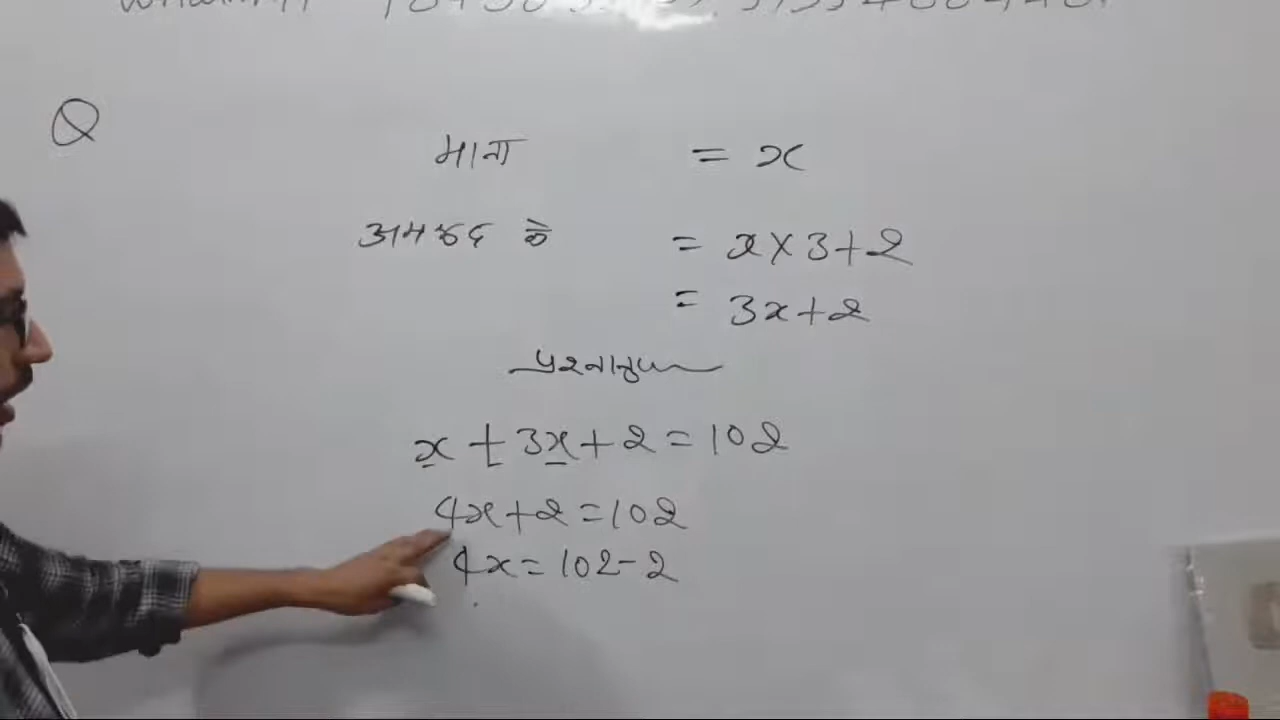 Q
माना = x
अमरूद के = x×3+2
= 3x+2
प्रश्नानुसार
x + 3x+2=102
4x+2=102
4x=102-2